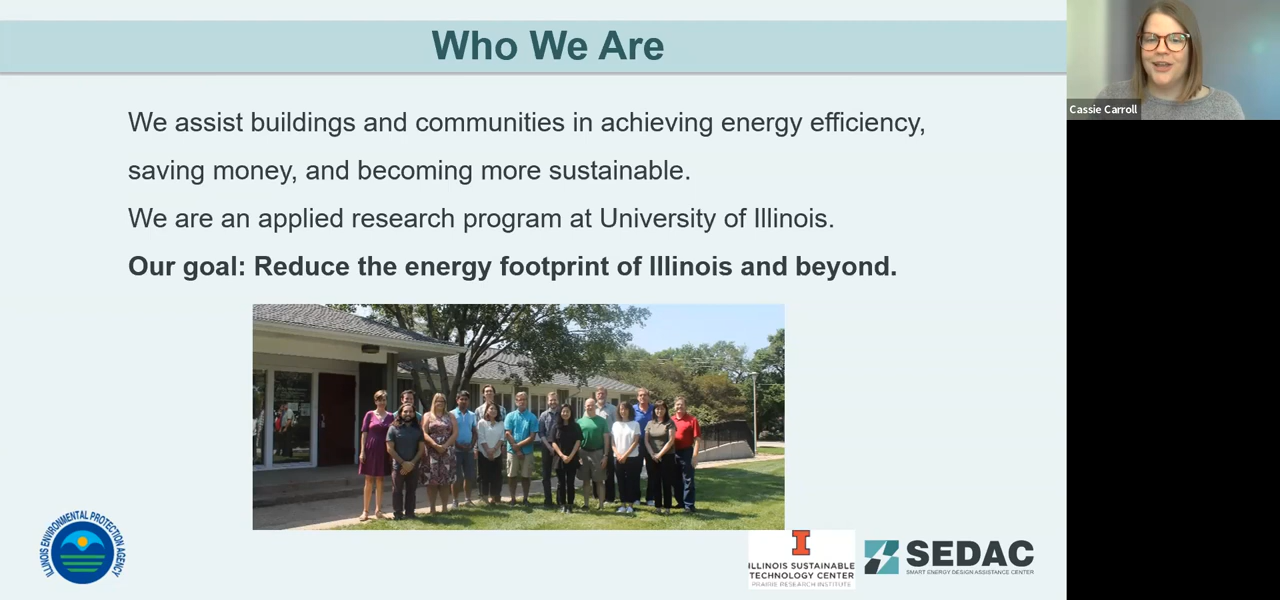 Who We Are
We assist buildings and communities in achieving energy efficiency,
saving money, and becoming more sustainable.
We are an applied research program at University of Illinois.
Our goal: Reduce the energy footprint of Illinois and beyond.
Cassie Carroll
ILLINOIS ENVIRONMENTAL PROTECTION AGENCY
I
ILLINOIS SUSTAINABLE
TECHNOLOGY CENTER
PRAIRIE RESEARCH INSTITUTE
SEDAC
SMART ENERGY DESIGN ASSISTANCE CENTER